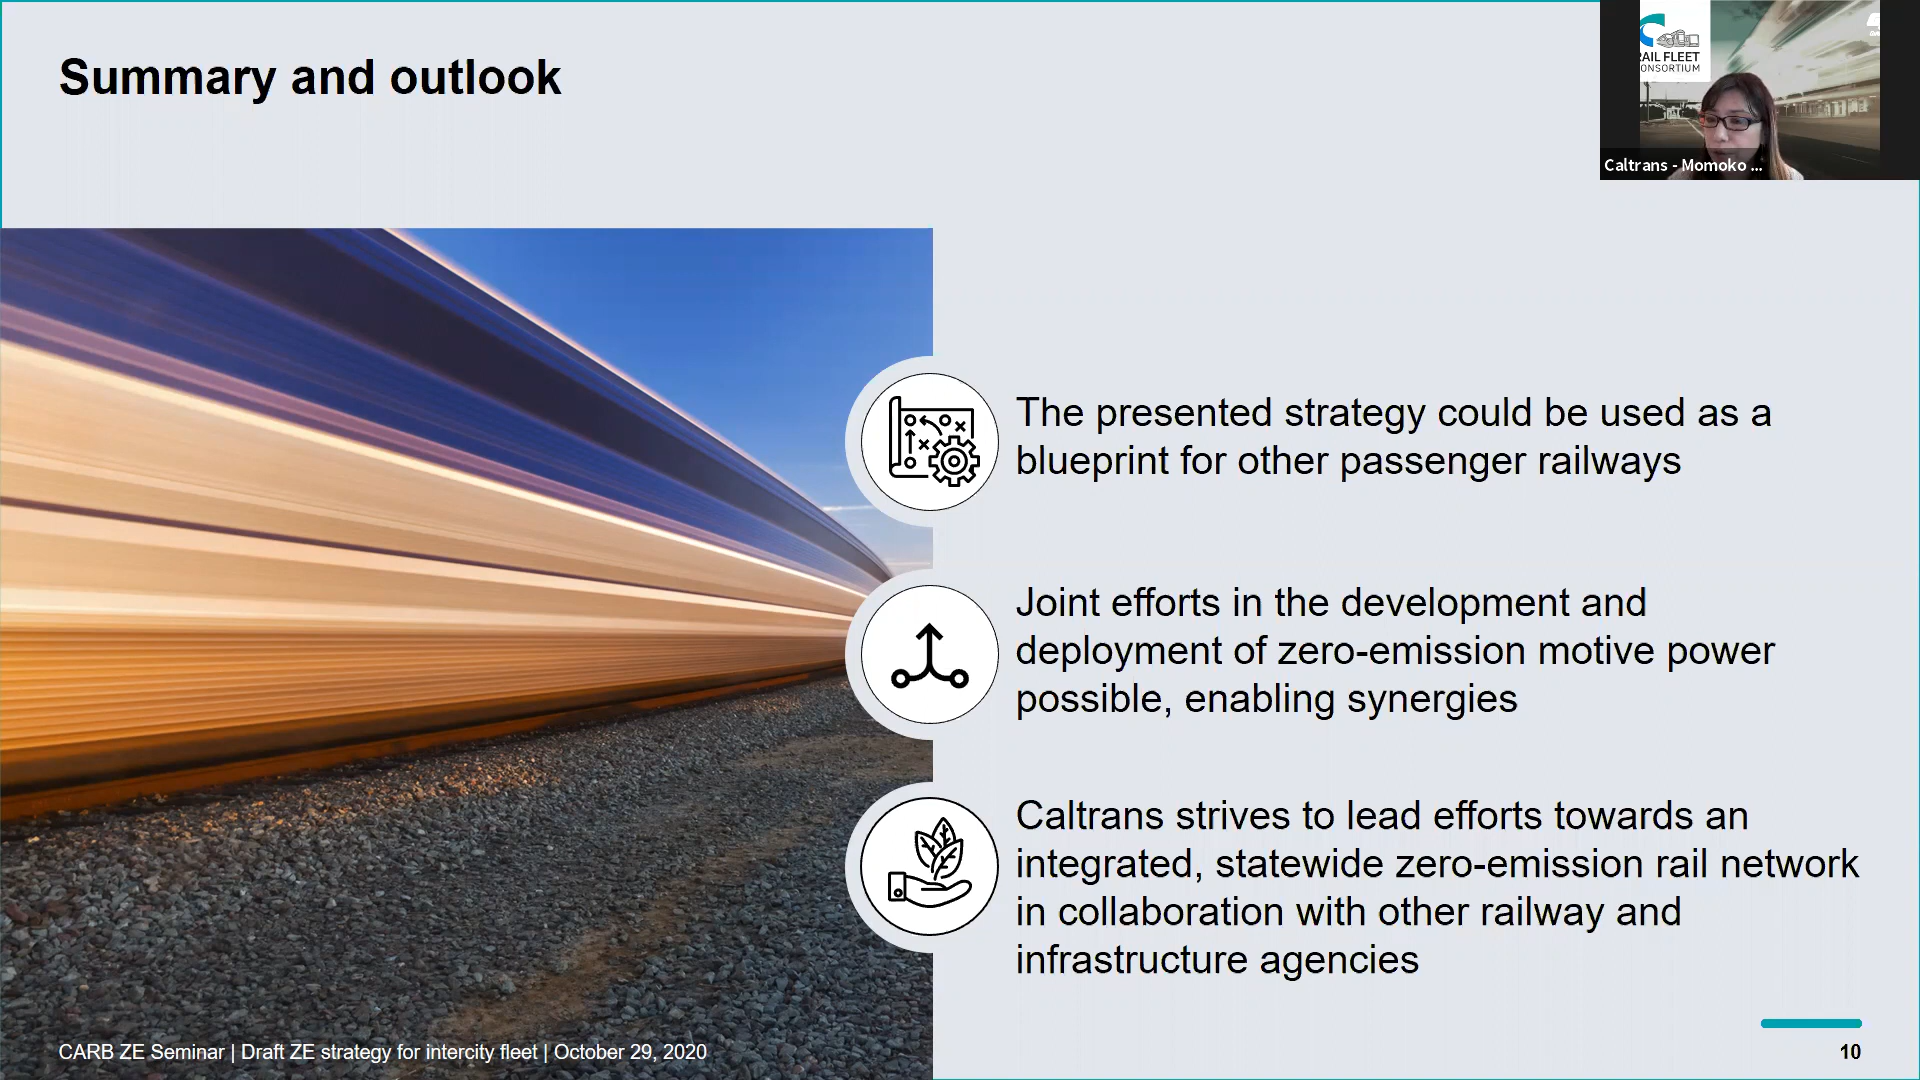 Summary and outlook
RAIL FLEET
CONSORTIUM
Caltrans - Momoko ...
The presented strategy could be used as a
blueprint for other passenger railways
Joint efforts in the development and
deployment of zero-emission motive power
possible, enabling synergies
Caltrans strives to lead efforts towards an
integrated, statewide zero-emission rail network
in collaboration with other railway and
infrastructure agencies
CARB ZE Seminar | Draft ZE strategy for intercity fleet | October 29, 2020
10